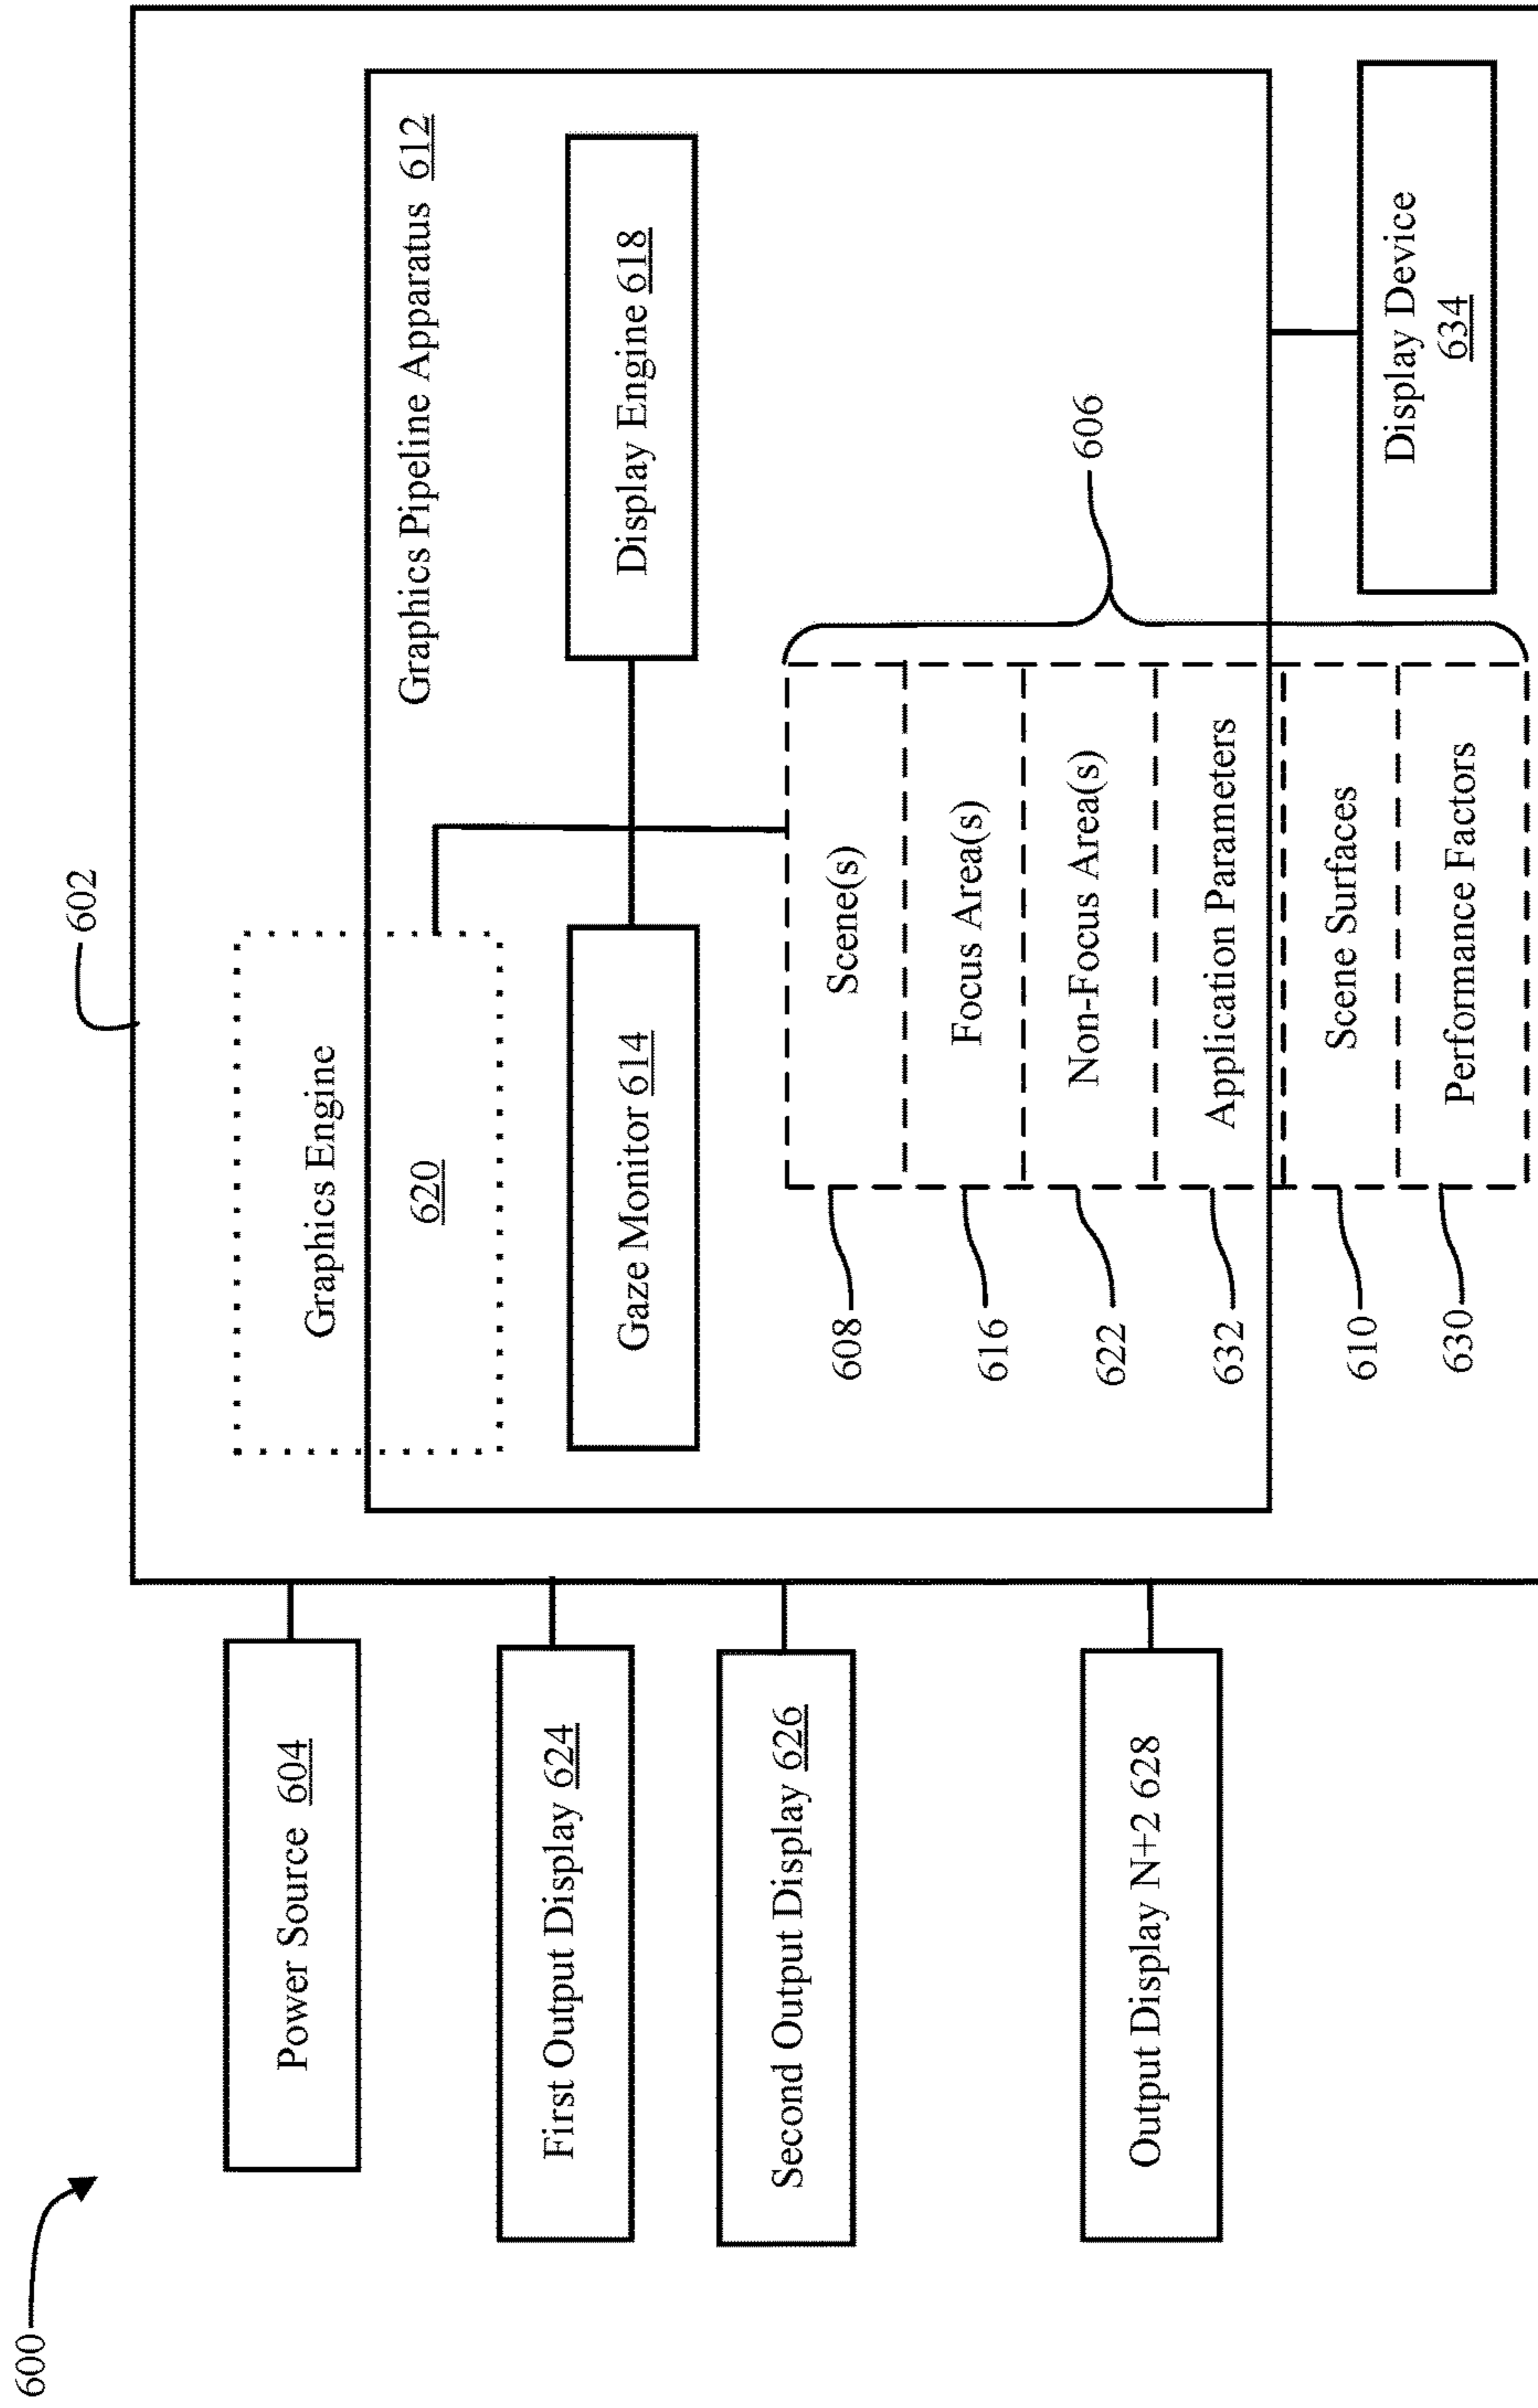 600
602
Power Source 604
First Output Display 624
Second Output Display 626
Output Display N+2 628
Graphics Engine
620
Graphics Pipeline Apparatus 612
Gaze Monitor 614
Display Engine 618
606
608
Scene(s)
616
Focus Area(s)
622
Non-Focus Area(s)
632
Application Parameters
610
Scene Surfaces
630
Performance Factors
Display Device
634